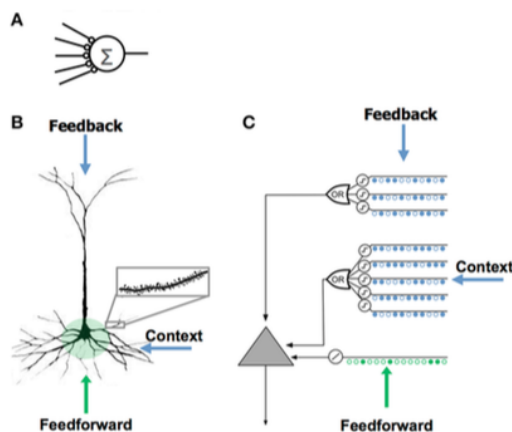 A
Σ
B
Feedback
Context
Feedforward
C
Feedback
OR
OR
Context
Feedforward